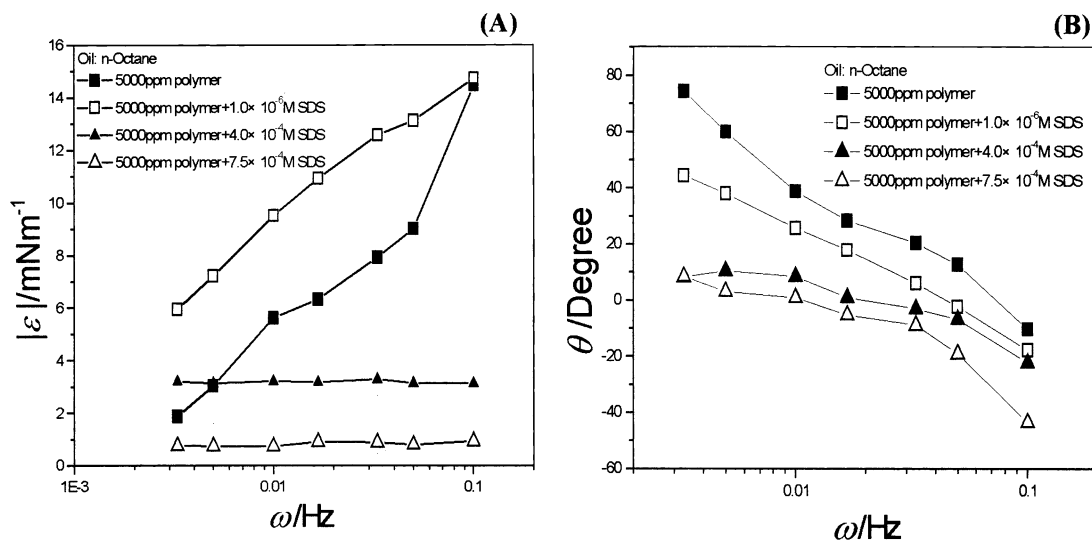 (A)
16
14
12
10
8
6
4
2
0
|ε|/mNm⁻¹
Oil: n-Octane
5000ppm polymer
5000ppm polymer+1.0× 10⁻⁶M SDS
5000ppm polymer+4.0× 10⁻⁴M SDS
5000ppm polymer+7.5× 10⁻⁴M SDS
1E-3
0.01
0.1
ω/Hz
(B)
80
60
40
20
0
-20
-40
-60
θ/Degree
Oil: n-Octane
5000ppm polymer
5000ppm polymer+1.0× 10⁻⁶M SDS
5000ppm polymer+4.0× 10⁻⁴M SDS
5000ppm polymer+7.5× 10⁻⁴M SDS
0.01
0.1
ω/Hz